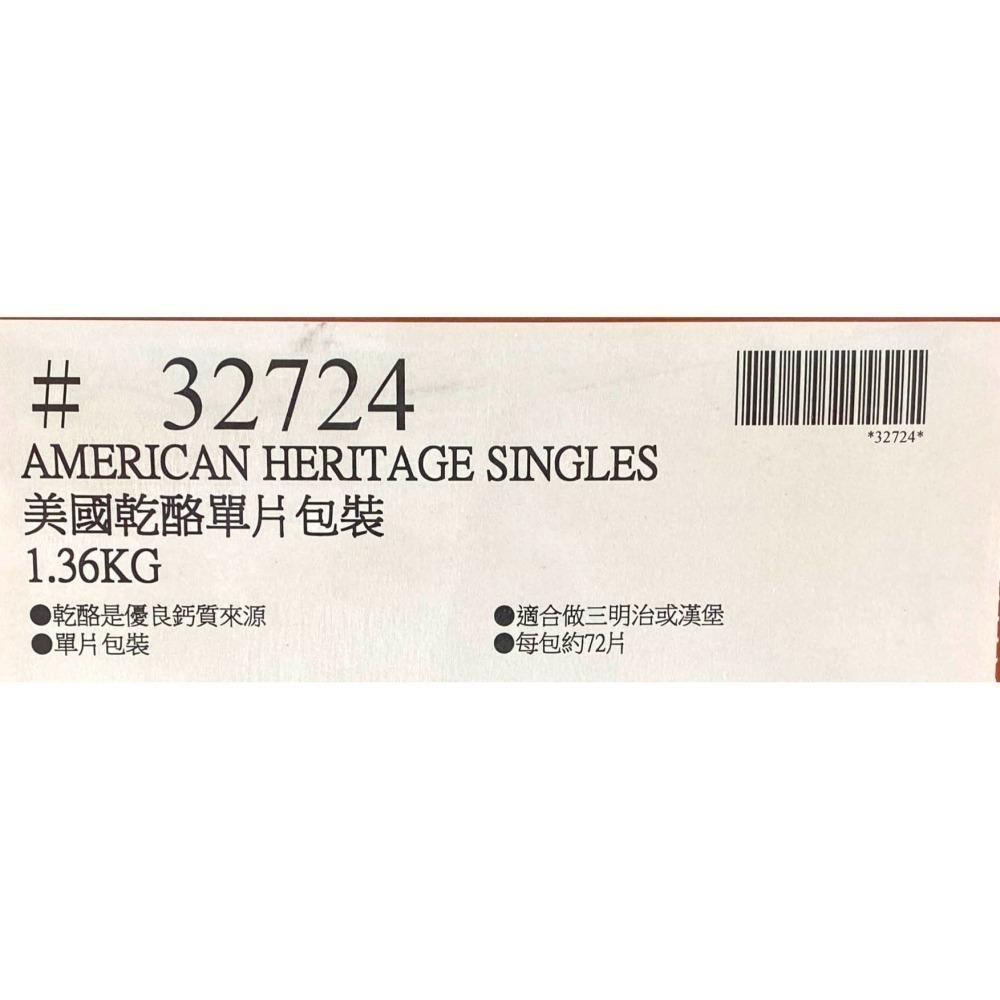 # 32724
*32724*
AMERICAN HERITAGE SINGLES
美國乾酪單片包裝
1.36KG
●乾酪是優良鈣質來源
●單片包裝
●適合做三明治或漢堡
●每包約72片